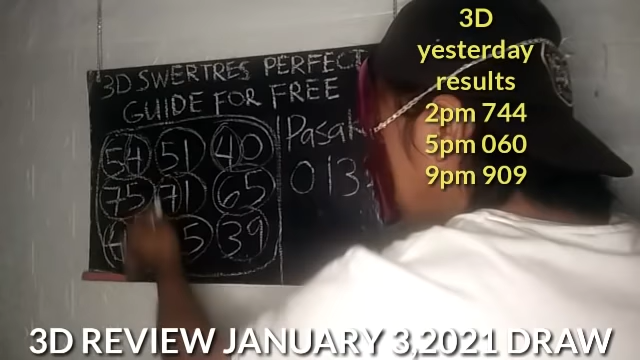 3D
yesterday
results
2pm 744
5pm 060
9pm 909
3D SWERTRES PERFECT
GUIDE FOR FREE
54 51 40
75 71 65
5 39
013
3D REVIEW JANUARY 3,2021 DRAW